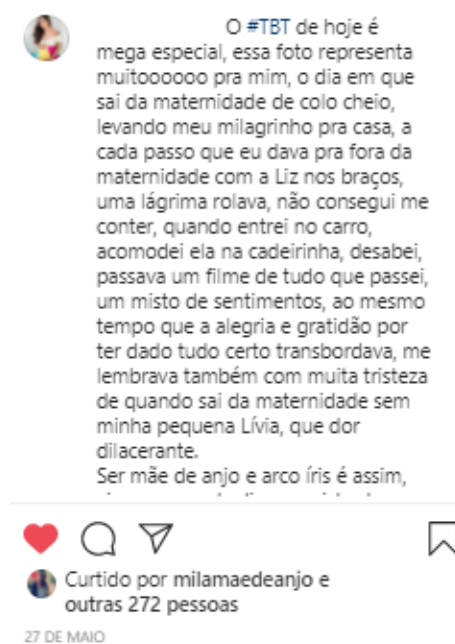 O #TBT de hoje é
mega especial, essa foto representa
muitoooooo pra mim, o dia em que
sai da maternidade de colo cheio,
levando meu milagrinho pra casa, a
cada passo que eu dava pra fora da
maternidade com a Liz nos braços,
uma lágrima rolava, não consegui me
conter, quando entrei no carro,
acomodei ela na cadeirinha, desabei,
passava um filme de tudo que passei,
um misto de sentimentos, ao mesmo
tempo que a alegria e gratidão por
ter dado tudo certo transbordava, me
lembrava também com muita tristeza
de quando sai da maternidade sem
minha pequena Lívia, que dor
dilacerante.
Ser mãe de anjo e arco íris é assim,
Curtido por milamaedeanjo e
outras 272 pessoas
27 DE MAIO